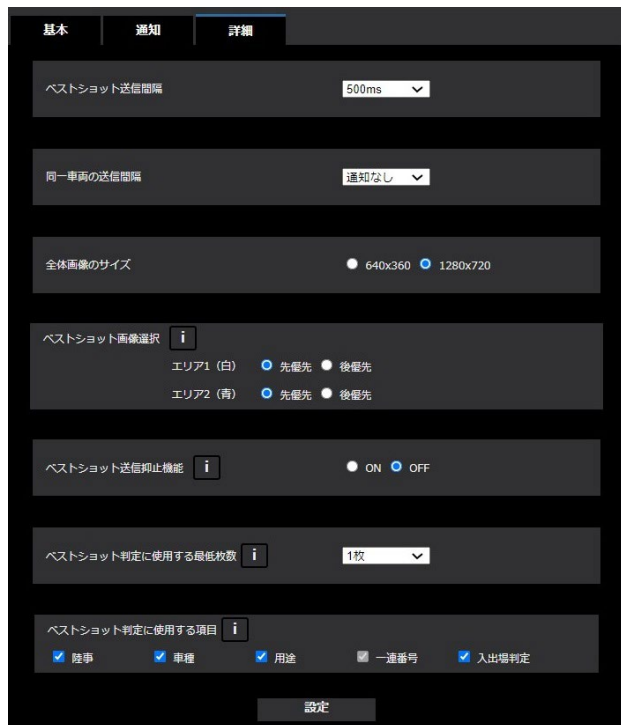 基本 通知 詳細
ベストショット送信間隔 500ms
同一車両の送信間隔 通知なし
全体画像のサイズ 640x360 1280x720
ベストショット画像選択 i
エリア1（白） 先優先 後優先
エリア2（青） 先優先 後優先
ベストショット送信抑止機能 i ON OFF
ベストショット判定に使用する最低枚数 i 1枚
ベストショット判定に使用する項目 i
陸事 車種 用途 一連番号 入出場判定
設定